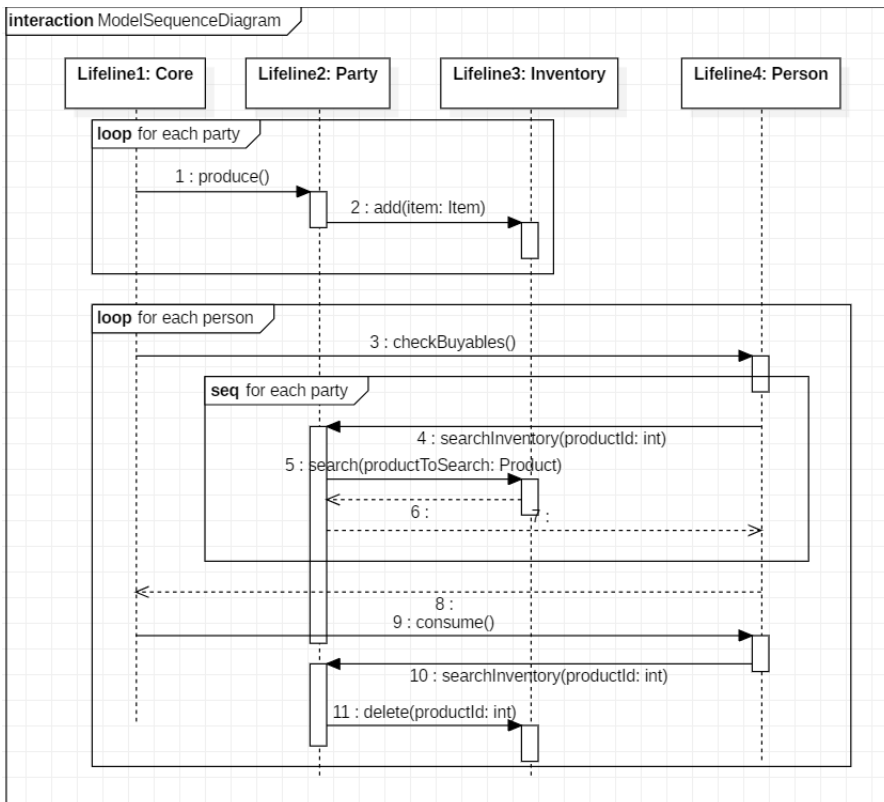 interaction ModelSequenceDiagram
Lifeline1: Core
Lifeline2: Party
Lifeline3: Inventory
Lifeline4: Person
loop for each party
1 : produce()
2 : add(item: Item)
loop for each person
3 : checkBuyables()
seq for each party
4 : searchInventory(productId: int)
5 : search(productToSearch: Product)
6 :
7 :
8 :
9 : consume()
10 : searchInventory(productId: int)
11 : delete(productId: int)